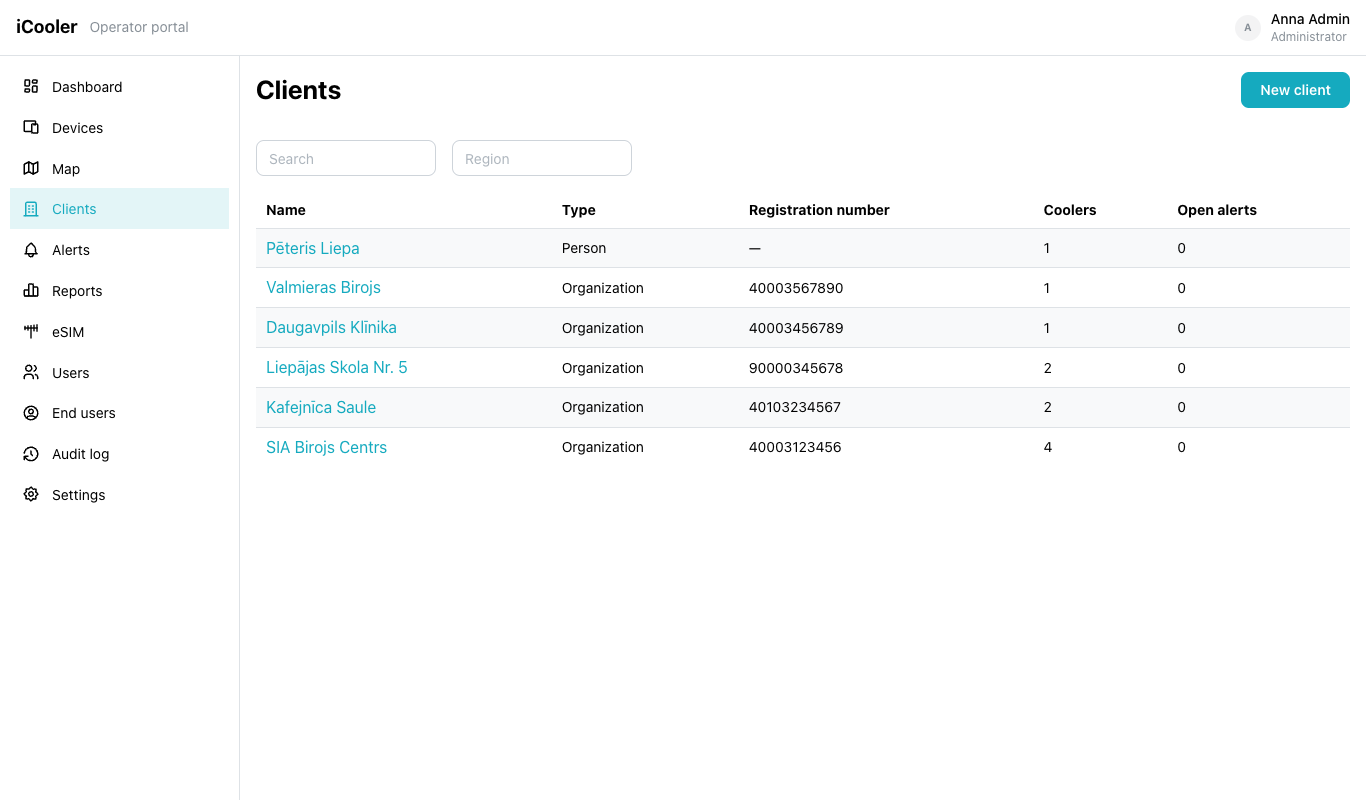 iCooler Operator portal
A Anna Admin
Administrator
Dashboard
Devices
Map
Clients
Alerts
Reports
eSIM
Users
End users
Audit log
Settings
Clients
New client
Search Region
Name Type Registration number Coolers Open alerts
Pēteris Liepa Person — 1 0
Valmieras Birojs Organization 40003567890 1 0
Daugavpils Klīnika Organization 40003456789 1 0
Liepājas Skola Nr. 5 Organization 90000345678 2 0
Kafejnīca Saule Organization 40103234567 2 0
SIA Birojs Centrs Organization 40003123456 4 0